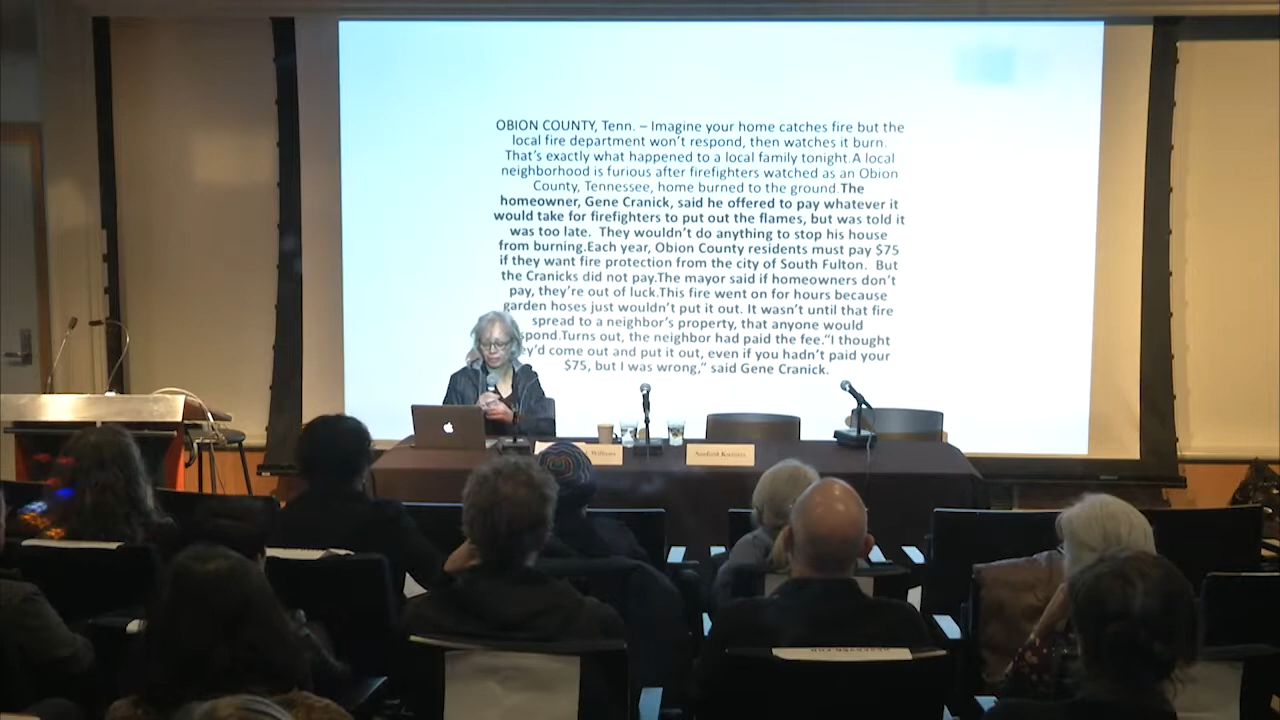 OBION COUNTY, Tenn. – Imagine your home catches fire but the
local fire department won't respond, then watches it burn.
That's exactly what happened to a local family tonight.A local
neighborhood is furious after firefighters watched as an Obion
County, Tennessee, home burned to the ground.The
homeowner, Gene Cranick, said he offered to pay whatever it
would take for firefighters to put out the flames, but was told it
was too late.  They wouldn't do anything to stop his house
from burning.Each year, Obion County residents must pay $75
if they want fire protection from the city of South Fulton.  But
the Cranicks did not pay.The mayor said if homeowners don't
pay, they're out of luck.This fire went on for hours because
garden hoses just wouldn't put it out. It wasn't until that fire
spread to a neighbor's property, that anyone would
spond.Turns out, the neighbor had paid the fee."I thought
ey'd come out and put it out, even if you hadn't paid your
$75, but I was wrong," said Gene Cranick.
Williams
Sanford Kwinter
RESERVED FOR